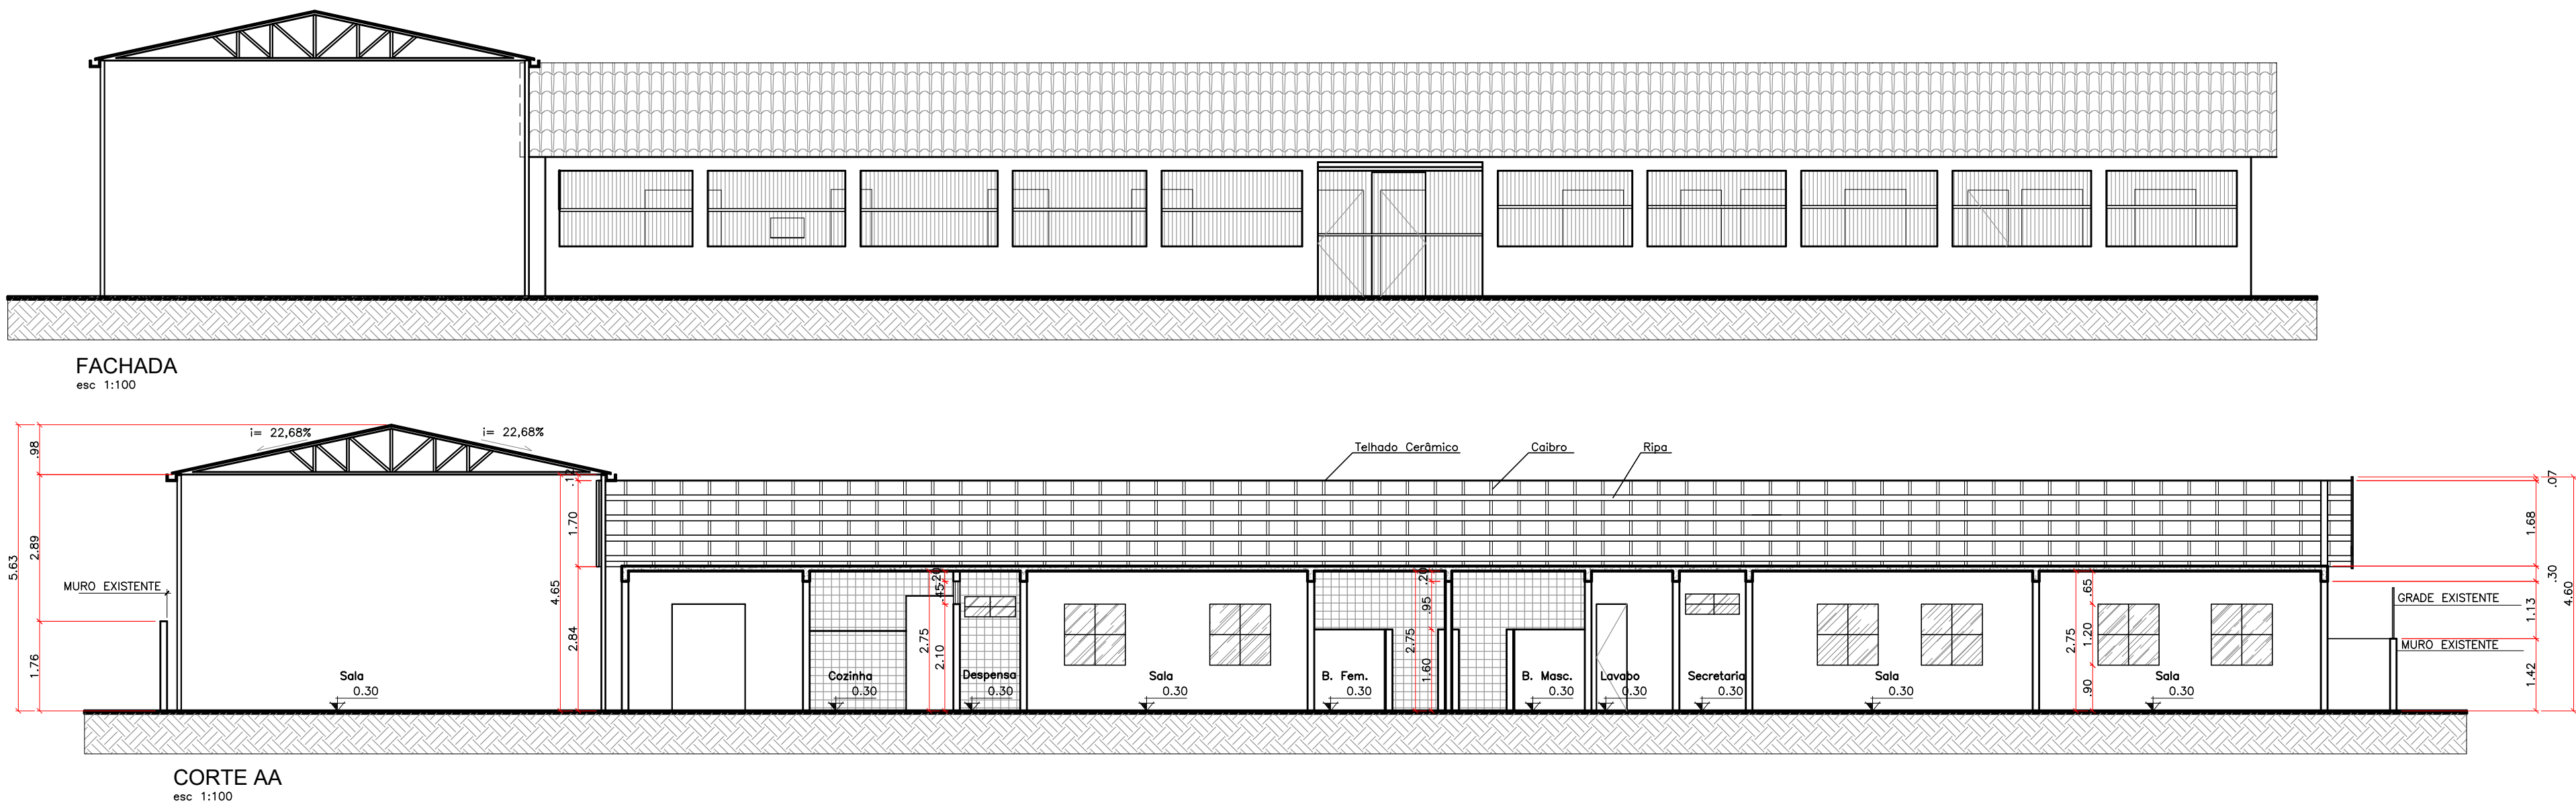 FACHADA
esc 1:100
i= 22,68%
i= 22,68%
.98
2.89
5.63
1.76
MURO EXISTENTE
.12
1.70
4.65
2.84
Telhado Cerâmico
Caibro
Ripa
.20
.45
2.75
2.10
.20
.95
2.75
1.60
.65
1.20
2.75
.90
.07
1.68
.30
4.60
1.13
1.42
GRADE EXISTENTE
MURO EXISTENTE
Sala
0.30
Cozinha
0.30
Despensa
0.30
Sala
0.30
B. Fem.
0.30
B. Masc.
0.30
Lavabo
0.30
Secretaria
0.30
Sala
0.30
Sala
0.30
CORTE AA
esc 1:100